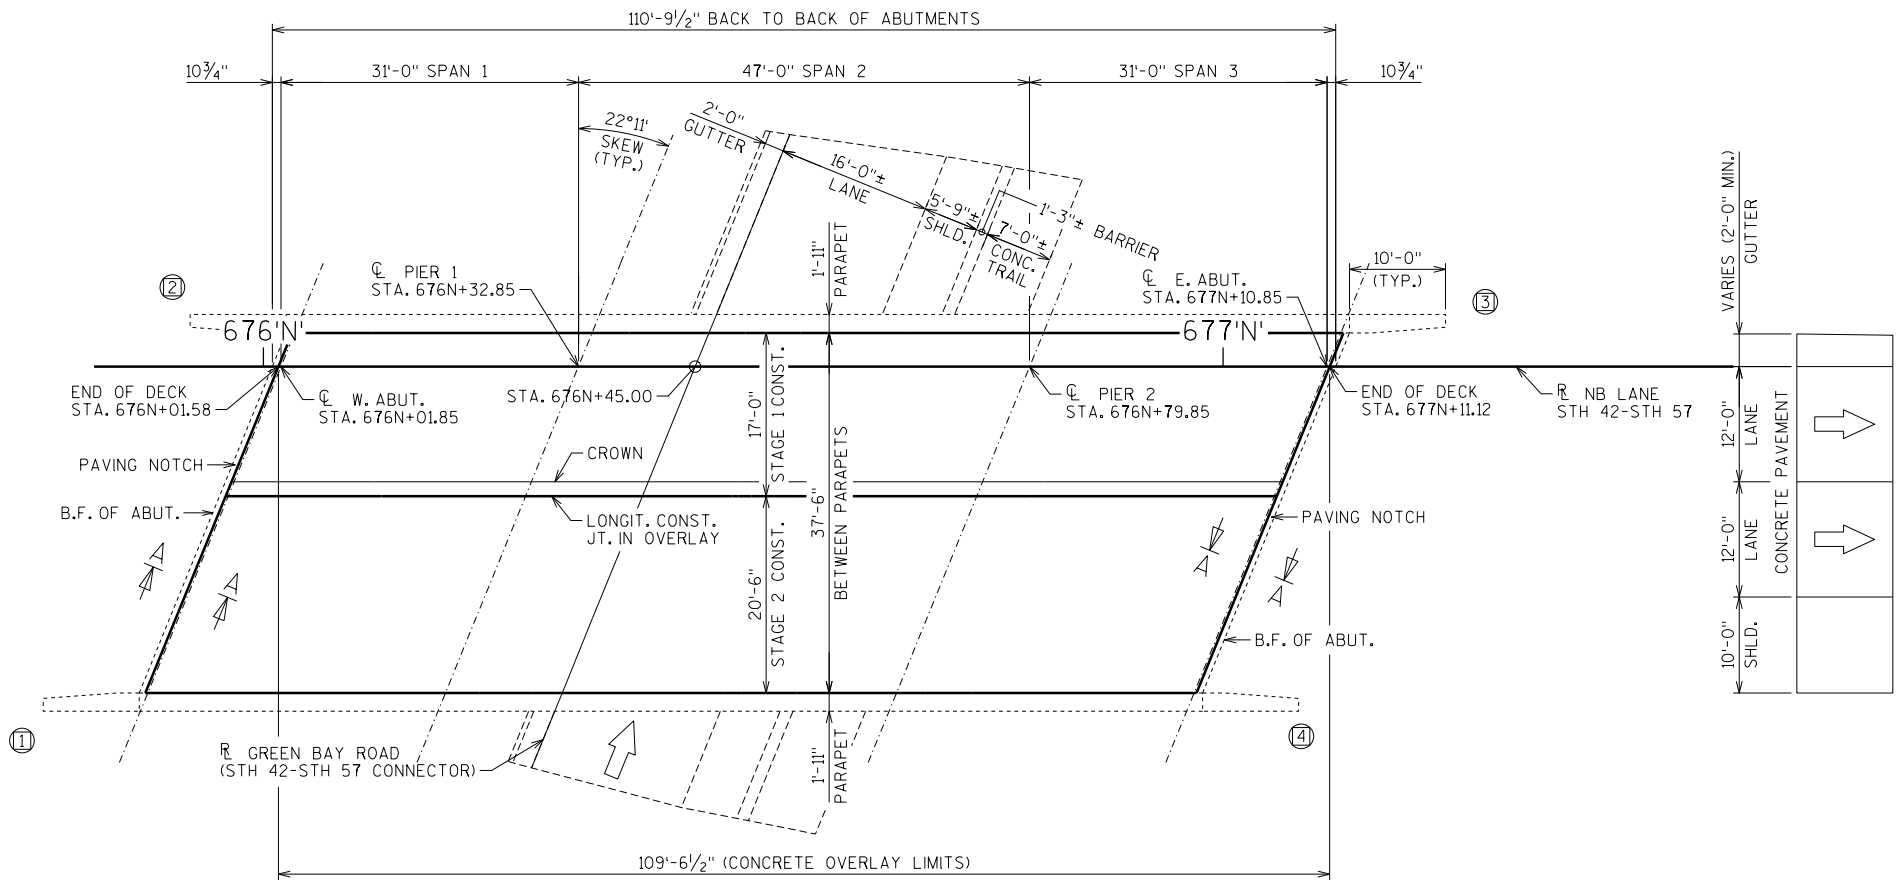 110'-9½" BACK TO BACK OF ABUTMENTS
10¾"
31'-0" SPAN 1
47'-0" SPAN 2
31'-0" SPAN 3
10¾"
22°11'
SKEW
(TYP.)
2'-0"
GUTTER
16'-0"±
LANE
5'-9"±
SHLD.
7'-0"±
CONC.
TRAIL
1'-3"± BARRIER
1'-11"
PARAPET
VARIES (2'-0" MIN.)
GUTTER
2
℄ PIER 1
STA. 676N+32.85
℄ E. ABUT.
STA. 677N+10.85
10'-0"
(TYP.)
3
676'N'
677'N'
END OF DECK
STA. 676N+01.58
℄ W. ABUT.
STA. 676N+01.85
STA. 676N+45.00
℄ PIER 2
STA. 676N+79.85
END OF DECK
STA. 677N+11.12
RL NB LANE
STH 42-STH 57
17'-0"
STAGE 1 CONST.
37'-6"
BETWEEN PARAPETS
12'-0"
LANE
CONCRETE PAVEMENT
PAVING NOTCH
CROWN
B.F. OF ABUT.
LONGIT. CONST.
JT. IN OVERLAY
PAVING NOTCH
A
A
A
A
20'-6"
STAGE 2 CONST.
12'-0"
LANE
B.F. OF ABUT.
10'-0"
SHLD.
1
RL GREEN BAY ROAD
(STH 42-STH 57 CONNECTOR)
1'-11"
PARAPET
4
109'-6½" (CONCRETE OVERLAY LIMITS)